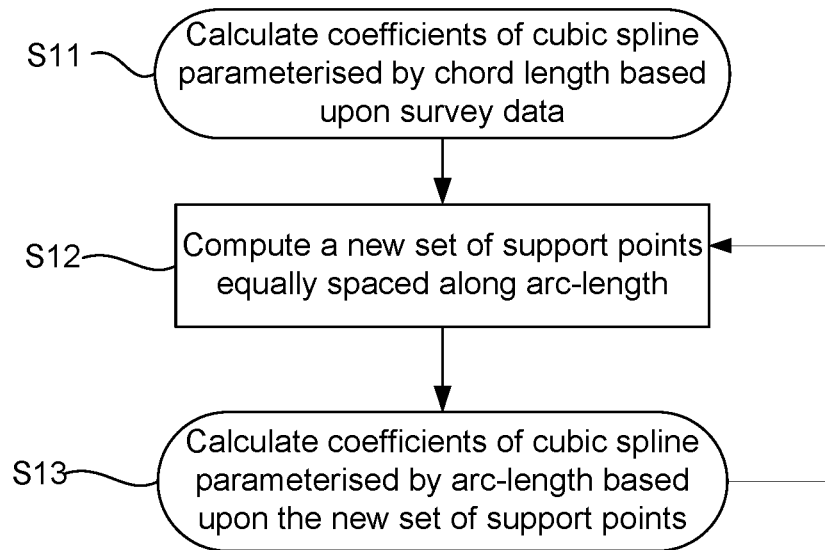 S11
Calculate coefficients of cubic spline
parameterised by chord length based
upon survey data
S12
Compute a new set of support points
equally spaced along arc-length
S13
Calculate coefficients of cubic spline
parameterised by arc-length based
upon the new set of support points